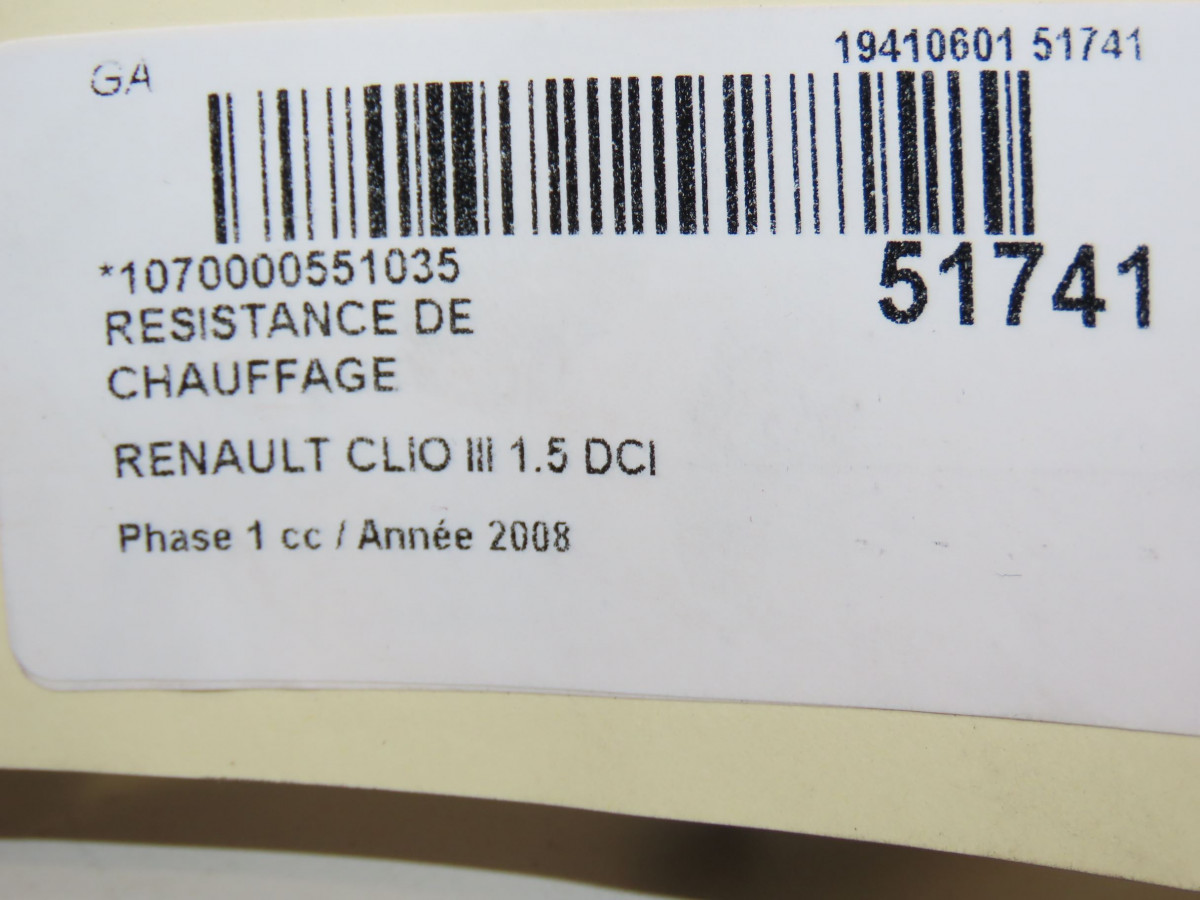 GA
19410601 51741
*1070000551035
51741
RESISTANCE DE
CHAUFFAGE
RENAULT CLIO III 1.5 DCI
Phase 1 cc / Année 2008